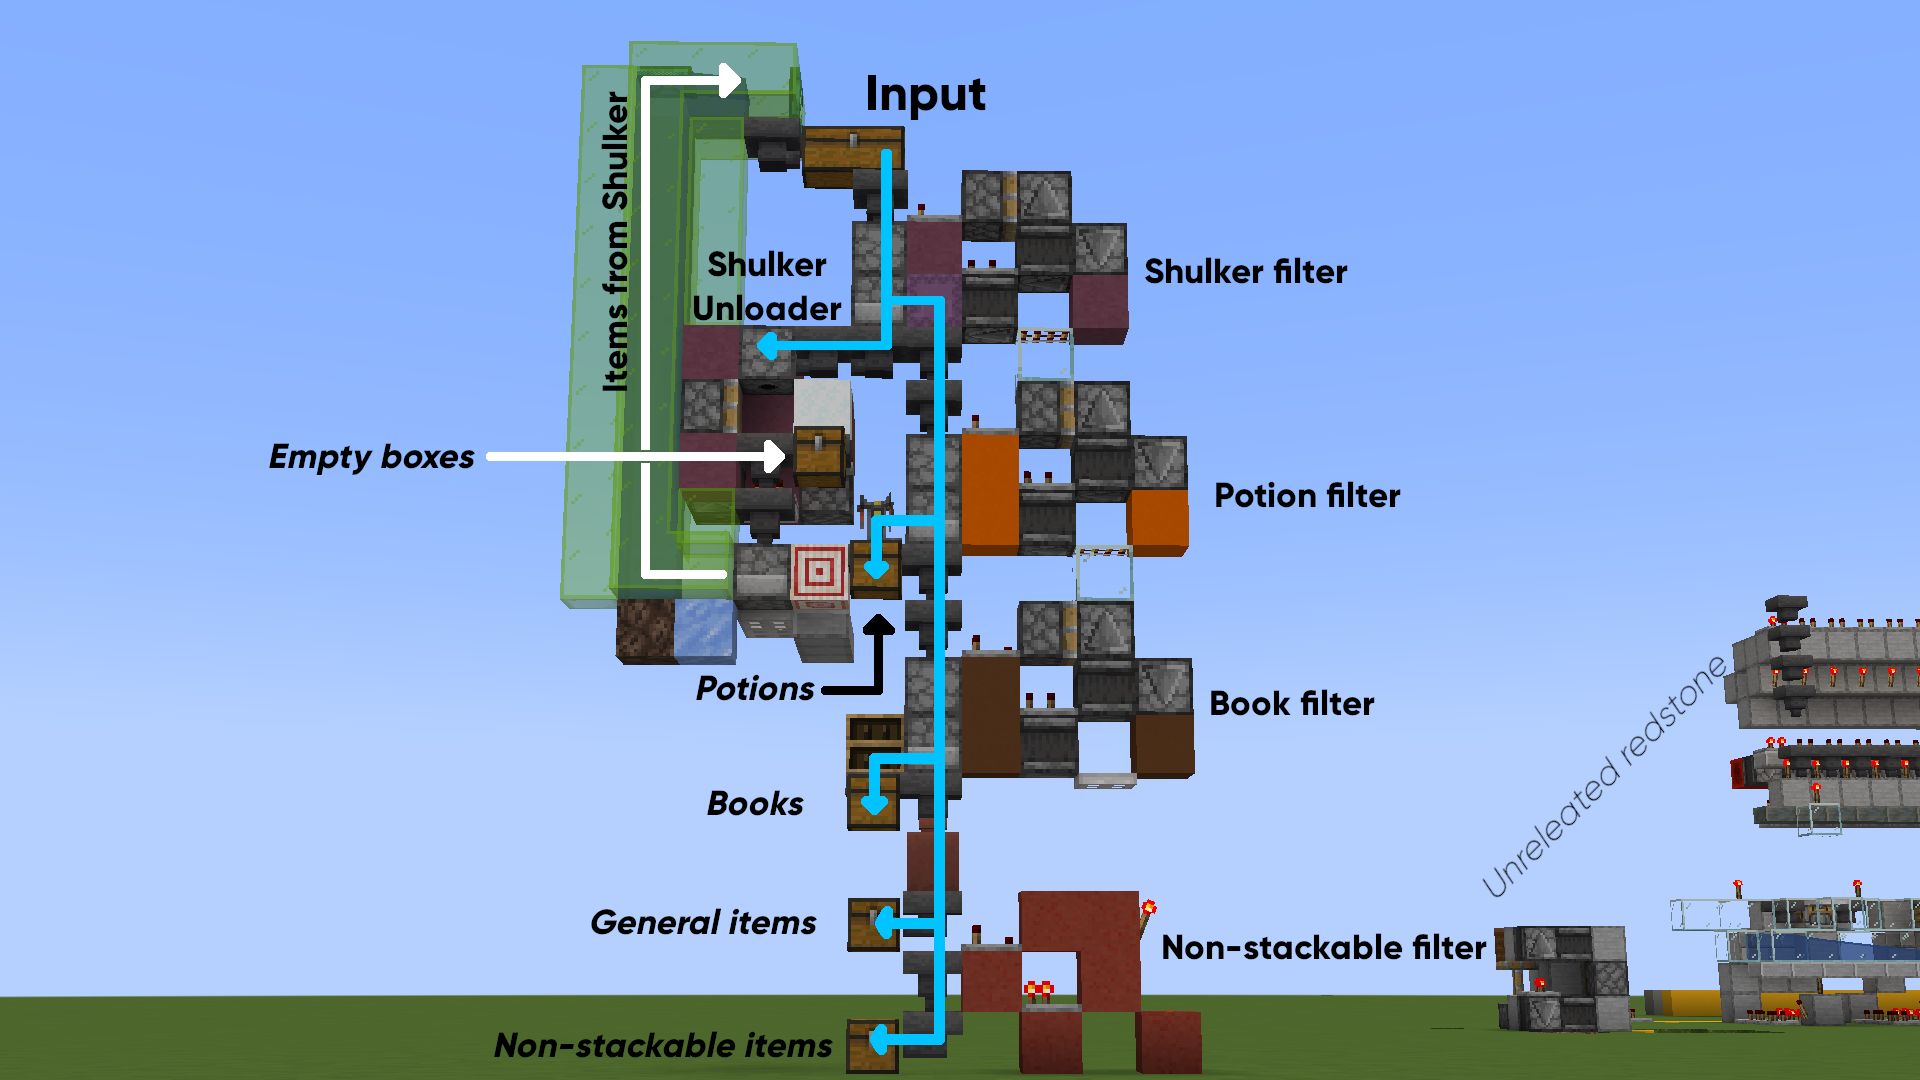 Input
Items from Shulker
Shulker
Unloader
Shulker filter
Empty boxes
Potion filter
Potions
Book filter
Books
General items
Non-stackable filter
Non-stackable items
Unreleated redstone